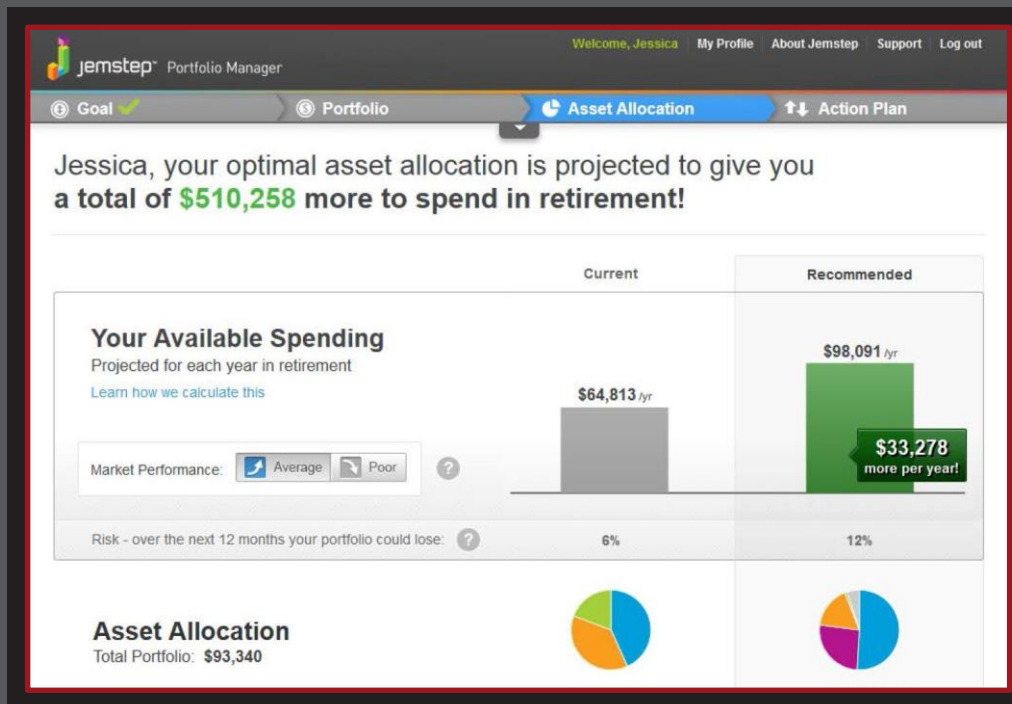 Welcome, Jessica My Profile About Jemstep Support Log out
jemstep™ Portfolio Manager
Goal Portfolio Asset Allocation Action Plan
Jessica, your optimal asset allocation is projected to give you
a total of $510,258 more to spend in retirement!
Current Recommended
Your Available Spending
Projected for each year in retirement
Learn how we calculate this
$98,091 /yr
$64,813 /yr
$33,278
more per year!
Market Performance: Average Poor ?
Risk - over the next 12 months your portfolio could lose: ? 6% 12%
Asset Allocation
Total Portfolio: $93,340